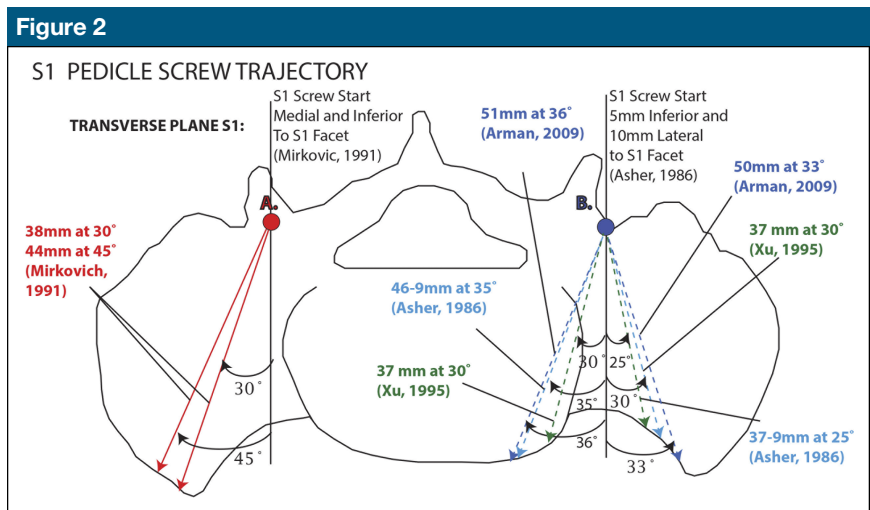 Figure 2
S1 PEDICLE SCREW TRAJECTORY
TRANSVERSE PLANE S1:
S1 Screw Start
Medial and Inferior
To S1 Facet
(Mirkovic, 1991)
51mm at 36°
(Arman, 2009)
S1 Screw Start
5mm Inferior and
10mm Lateral
to S1 Facet
(Asher, 1986)
50mm at 33°
(Arman, 2009)
A.
B.
38mm at 30°
44mm at 45°
(Mirkovich,
1991)
37 mm at 30°
(Xu, 1995)
46-9mm at 35°
(Asher, 1986)
37 mm at 30°
(Xu, 1995)
30°
45°
30°
25°
35°
30°
36°
33°
37-9mm at 25°
(Asher, 1986)